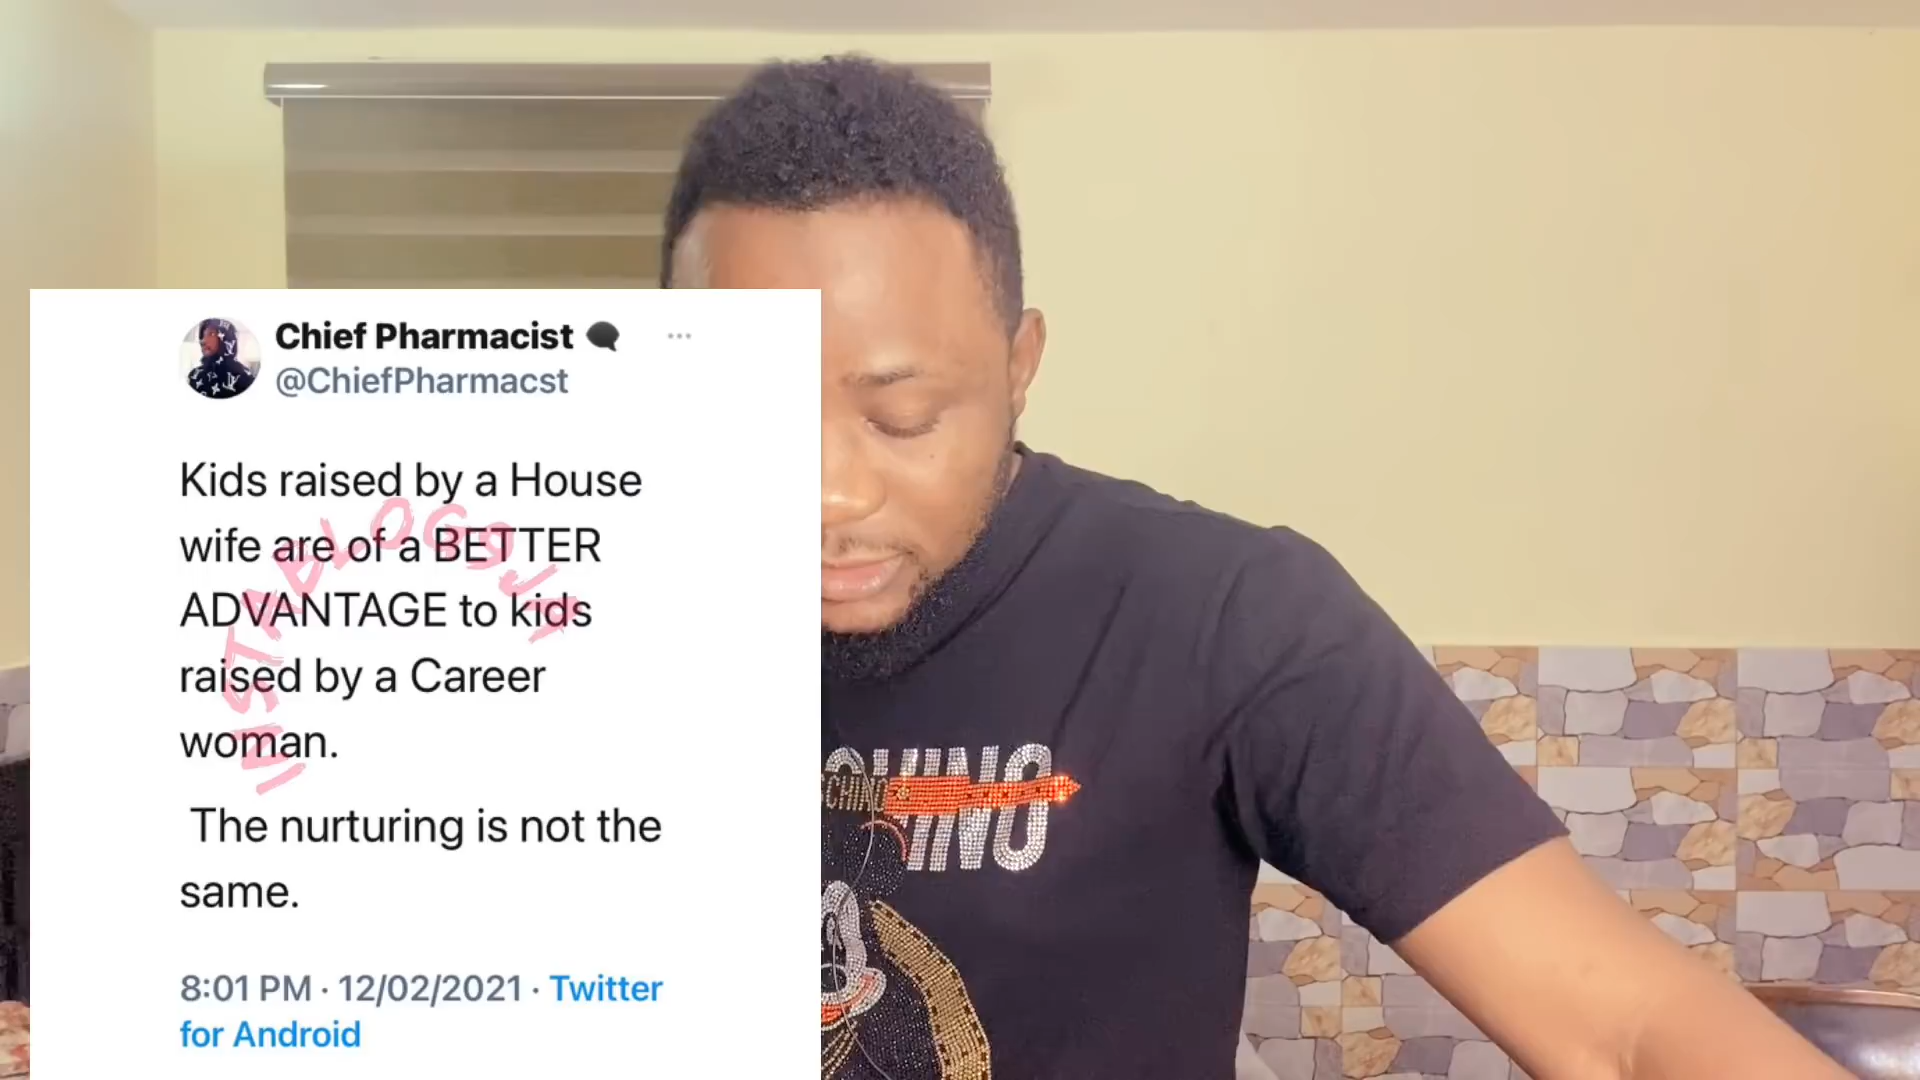 Chief Pharmacist
@ChiefPharmacst
Kids raised by a House
wife are of a BETTER
ADVANTAGE to kids
raised by a Career
woman.
The nurturing is not the
same.
8:01 PM · 12/02/2021 · Twitter
for Android
INSTABLOG9JA